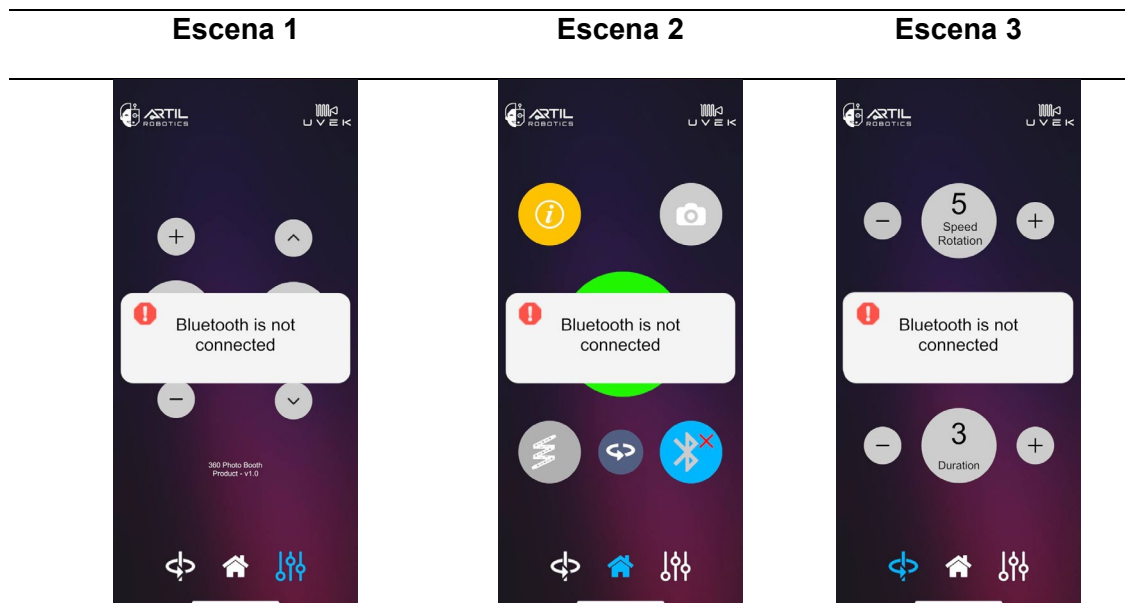 Escena 1
Escena 2
Escena 3
ARTIL
ROBOTICS
UVEK
+
Bluetooth is not
connected
−
360 Photo Booth
Product - v1.0
ARTIL
ROBOTICS
UVEK
i
Bluetooth is not
connected
ARTIL
ROBOTICS
UVEK
−
5
Speed
Rotation
+
Bluetooth is not
connected
−
3
Duration
+